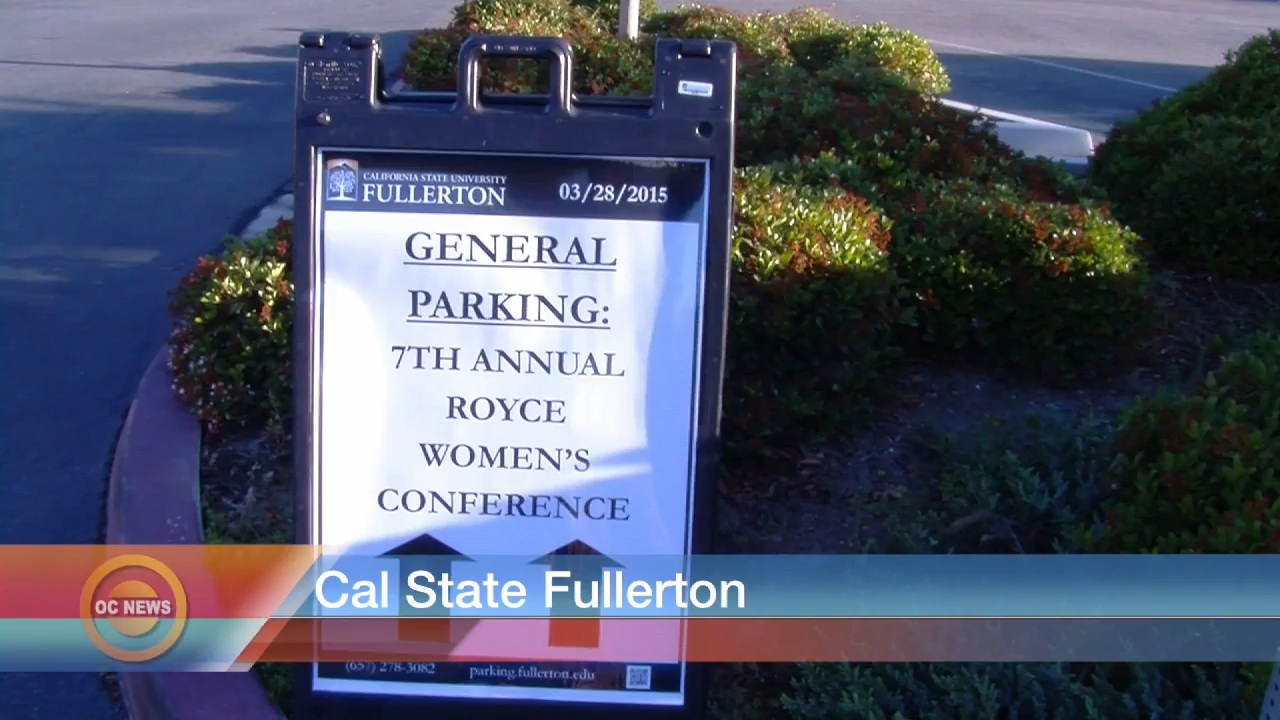 CALIFORNIA STATE UNIVERSITY
FULLERTON
03/28/2015
GENERAL
PARKING:
7TH ANNUAL
ROYCE
WOMEN'S
CONFERENCE
OC NEWS
Cal State Fullerton
(657) 278-3082
parking.fullerton.edu